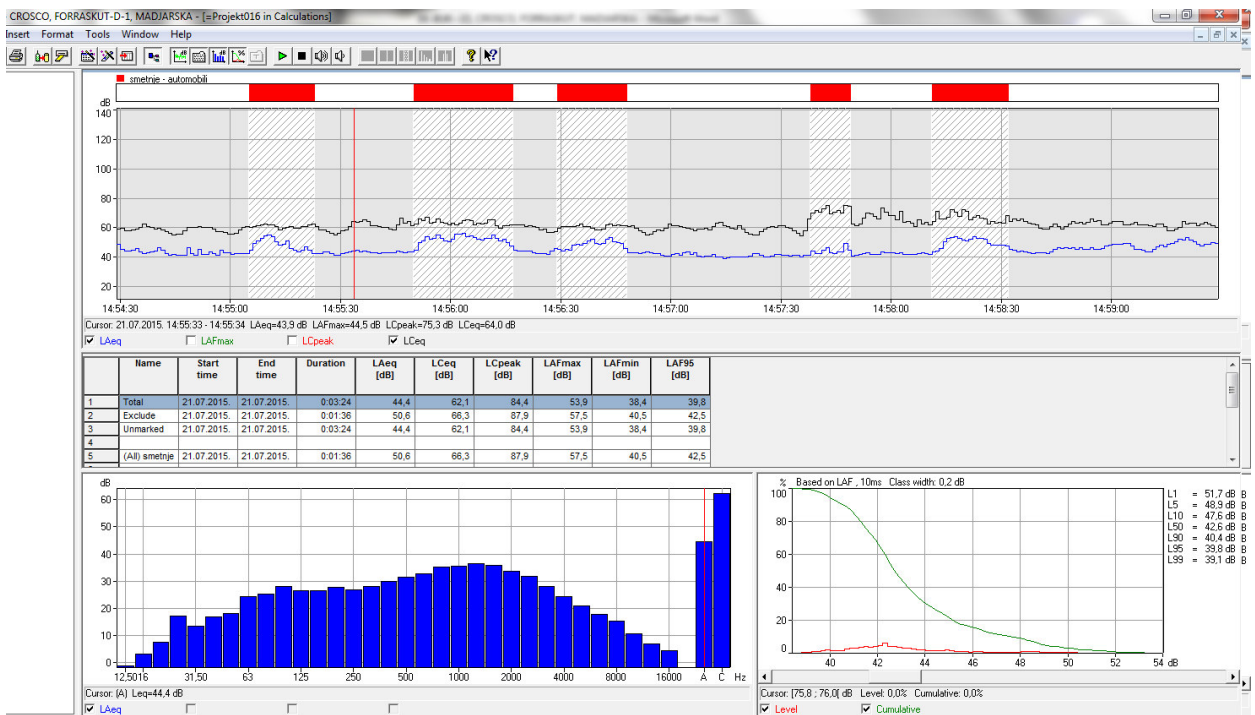 CROSCO, FORRASKUT-D-1, MADJARSKA - [=Projekt016 in Calculations]
Insert Format Tools Window Help
smetnje - automobili
dB
140
120
100
80
60
40
20
14:54:30 14:55:00 14:55:30 14:56:00 14:56:30 14:57:00 14:57:30 14:58:00 14:58:30 14:59:00
Cursor: 21.07.2015. 14:55:33 - 14:55:34 LAeq=43,9 dB LAFmax=44,5 dB LCpeak=75,3 dB LCeq=64,0 dB
LAeq LAFmax LCpeak LCeq
Name Start time End time Duration LAeq [dB] LCeq [dB] LCpeak [dB] LAFmax [dB] LAFmin [dB] LAF95 [dB]
1 Total 21.07.2015. 21.07.2015. 0:03:24 44,4 62,1 84,4 53,9 38,4 39,8
2 Exclude 21.07.2015. 21.07.2015. 0:01:36 50,6 66,3 87,9 57,5 40,5 42,5
3 Unmarked 21.07.2015. 21.07.2015. 0:03:24 44,4 62,1 84,4 53,9 38,4 39,8
4
5 (All) smetnje 21.07.2015. 21.07.2015. 0:01:36 50,6 66,3 87,9 57,5 40,5 42,5
dB
60
50
40
30
20
10
0
12,5016 31,50 63 125 250 500 1000 2000 4000 8000 16000 A C Hz
Cursor: (A) Leq=44,4 dB
LAeq
% Based on LAF , 10ms Class width: 0,2 dB
100
80
60
40
20
0
40 42 44 46 48 50 52 54 dB
L1 = 51,7 dB B
L5 = 48,9 dB B
L10 = 47,6 dB B
L50 = 42,6 dB B
L90 = 40,4 dB B
L95 = 39,8 dB B
L99 = 39,1 dB B
Cursor: [75,8 ; 76,0[ dB Level: 0,0% Cumulative: 0,0%
Level Cumulative